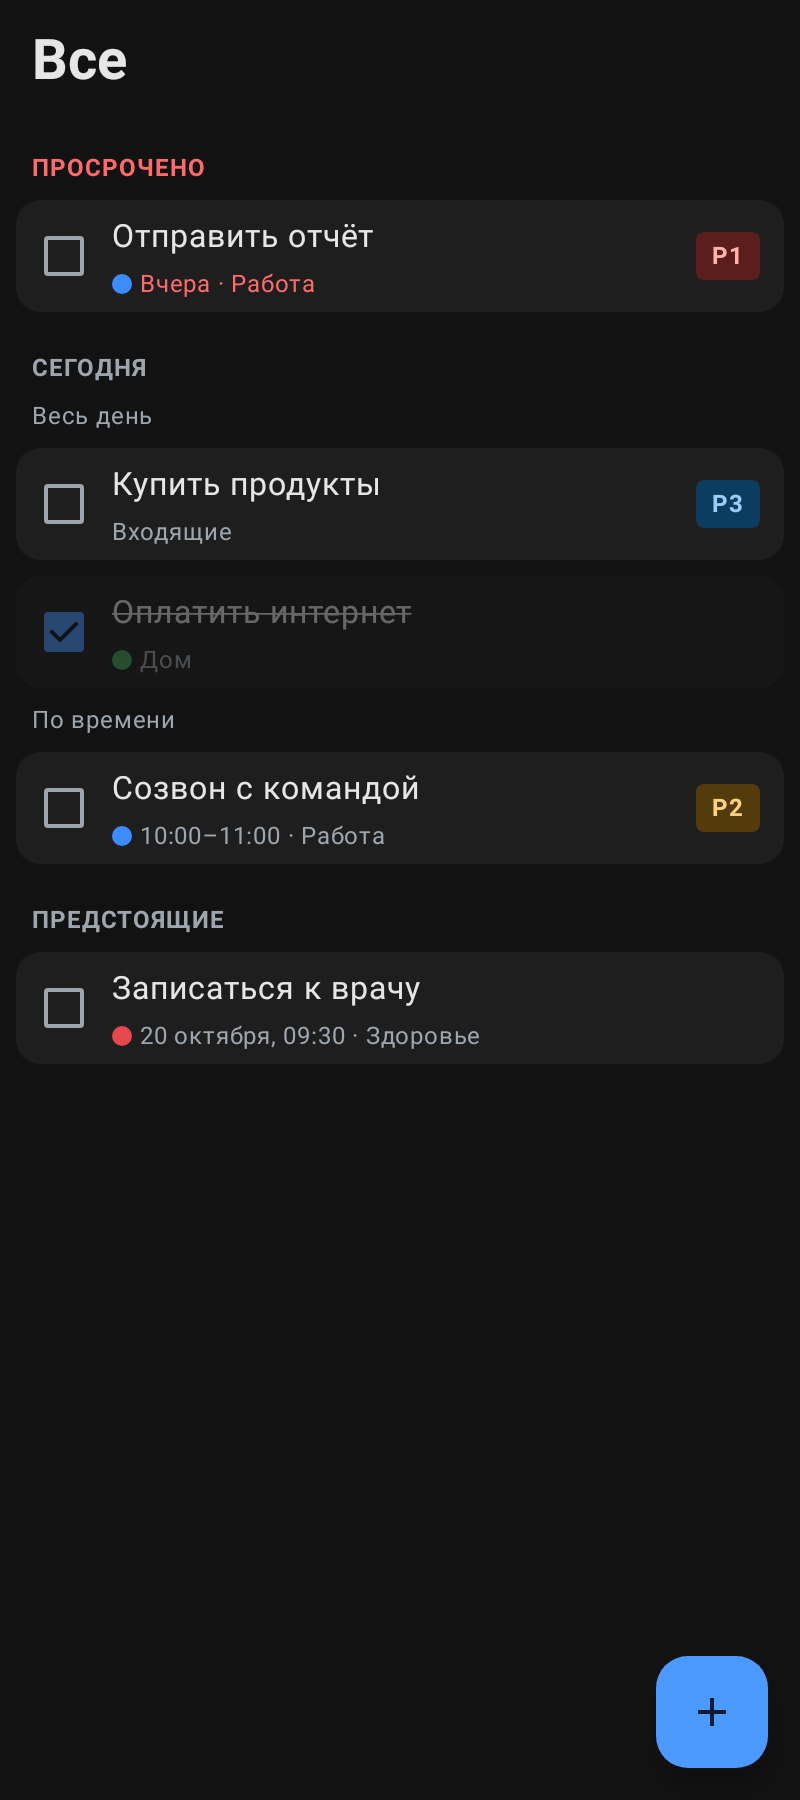 Все
ПРОСРОЧЕНО
Отправить отчёт
P1
Вчера · Работа
СЕГОДНЯ
Весь день
Купить продукты
P3
Входящие
Оплатить интернет
Дом
По времени
Созвон с командой
P2
10:00–11:00 · Работа
ПРЕДСТОЯЩИЕ
Записаться к врачу
20 октября, 09:30 · Здоровье